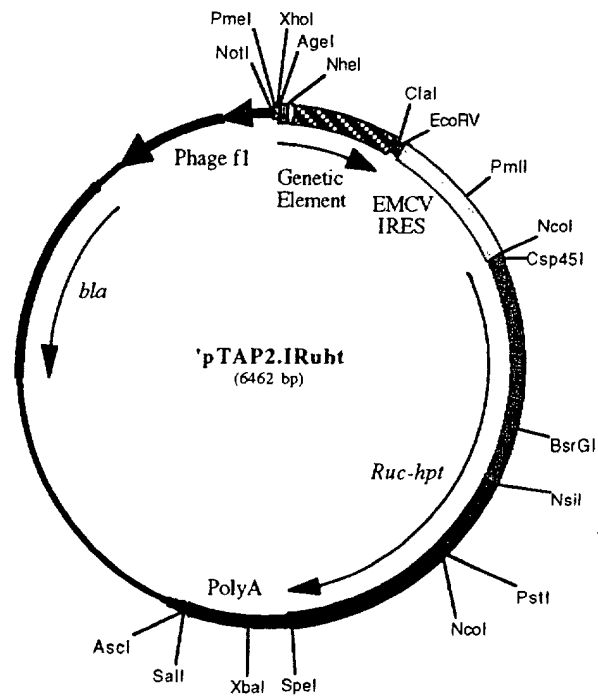 PmeI
XhoI
NotI
AgeI
NheI
ClaI
EcoRV
Phage f1
Genetic
Element
EMCV
IRES
PmlI
NcoI
Csp45I
bla
'pTAP2.IRuht
(6462 bp)
BsrGI
Ruc-hpt
NsiI
PstI
NcoI
PolyA
AscI
SalI
XbaI
SpeI